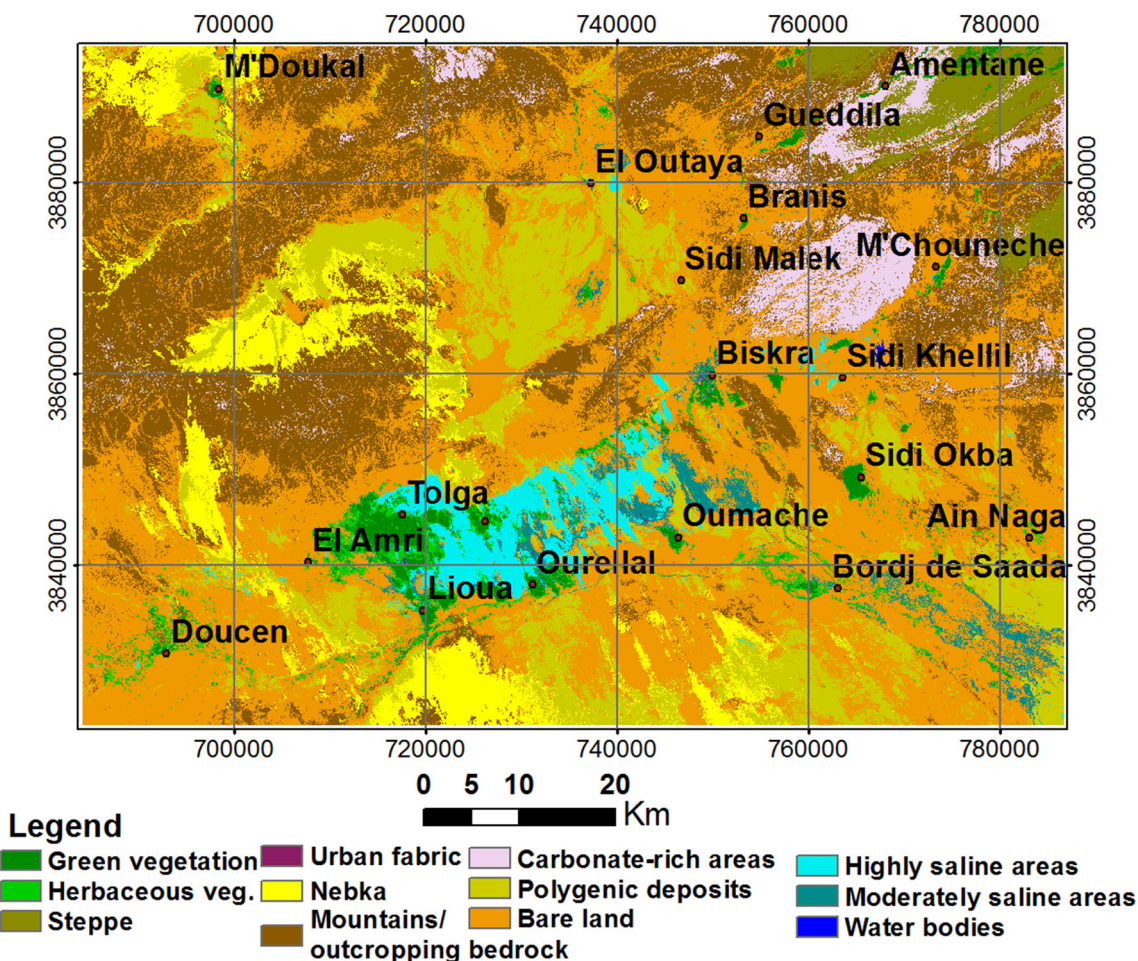 700000 720000 740000 760000 780000
M'Doukal
Amentane
Gueddila
3880000
El Outaya
3880000
Branis
M'Chouneche
Sidi Malek
3860000
Biskra
Sidi Khellil
3860000
Sidi Okba
Tolga
Oumache
Ain Naga
El Amri
3840000
Ourellal
Bordj de Saada
3840000
Lioua
Doucen
700000 720000 740000 760000 780000
0 5 10 20
Km
Legend
Green vegetation
Herbaceous veg.
Steppe
Urban fabric
Nebka
Mountains/
outcropping bedrock
Carbonate-rich areas
Polygenic deposits
Bare land
Highly saline areas
Moderately saline areas
Water bodies